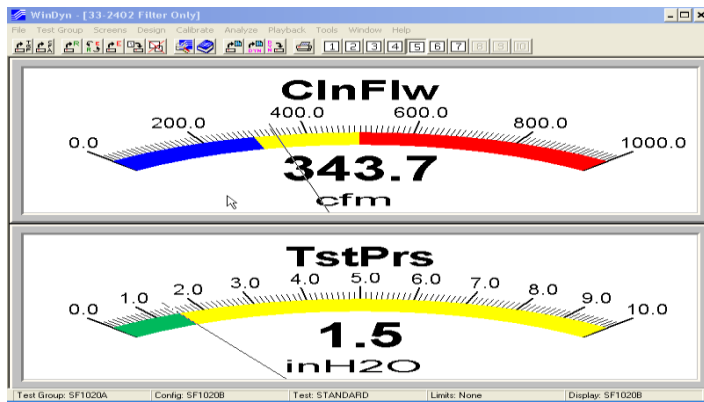 WinDyn - [33-2402 Filter Only]
File Test Group Screens Design Calibrate Analyze Playback Tools Window Help
1 2 3 4 5 6 7 8 9 10
ClnFlw
0.0 200.0 400.0 600.0 800.0 1000.0
343.7
cfm
TstPrs
0.0 1.0 2.0 3.0 4.0 5.0 6.0 7.0 8.0 9.0 10.0
1.5
inH2O
Test Group: SF1020A Config: SF1020B Test: STANDARD Limits: None Display: SF1020B